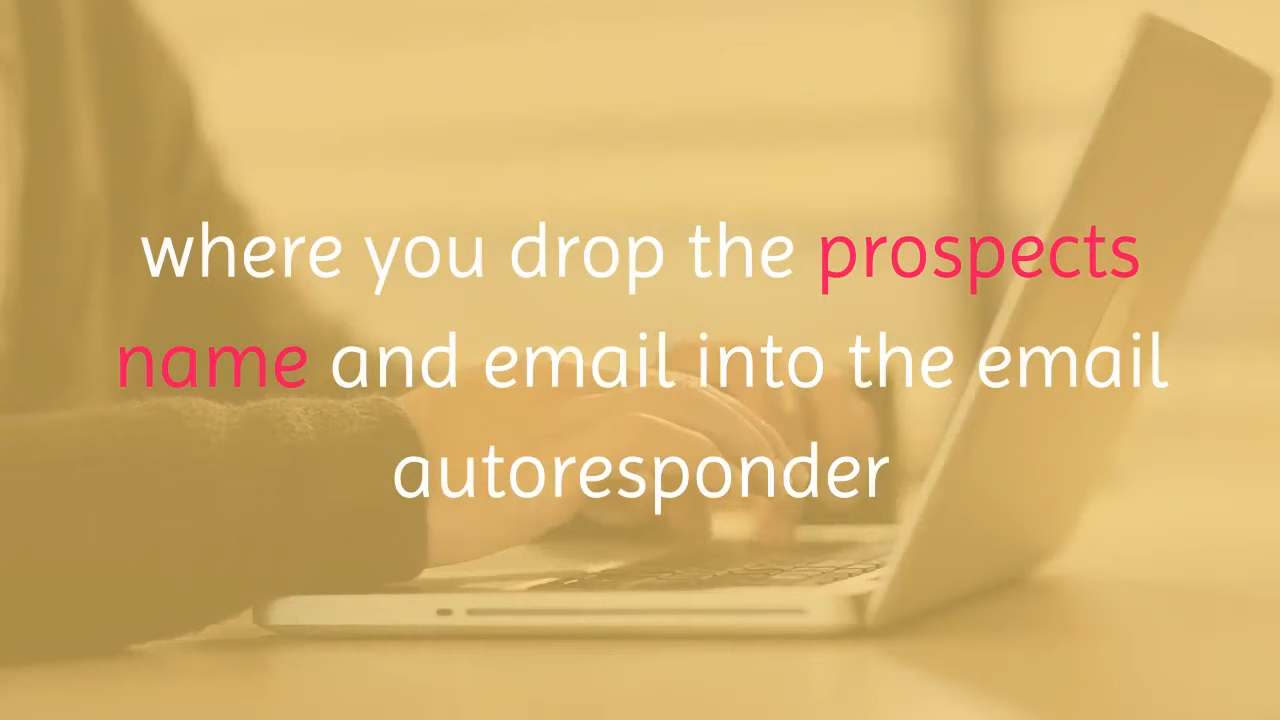 where you drop the prospects
name and email into the email
autoresponder